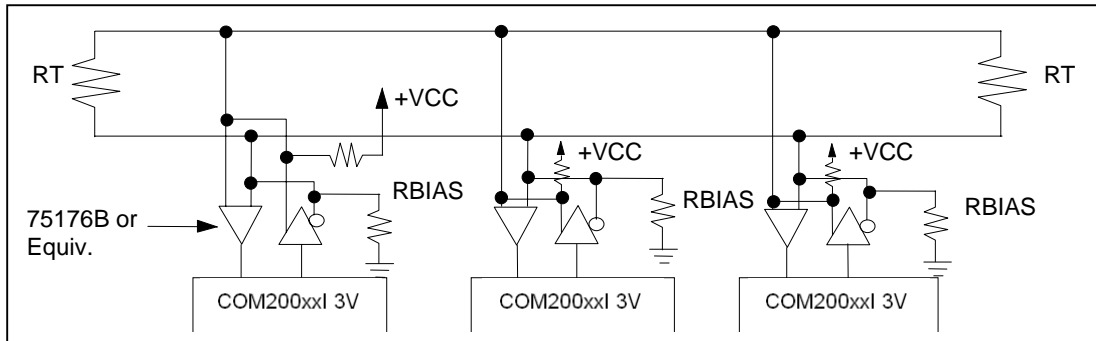 RT
RT
+VCC
+VCC
+VCC
RBIAS
RBIAS
RBIAS
75176B or
Equiv.
COM200xxI 3V
COM200xxI 3V
COM200xxI 3V